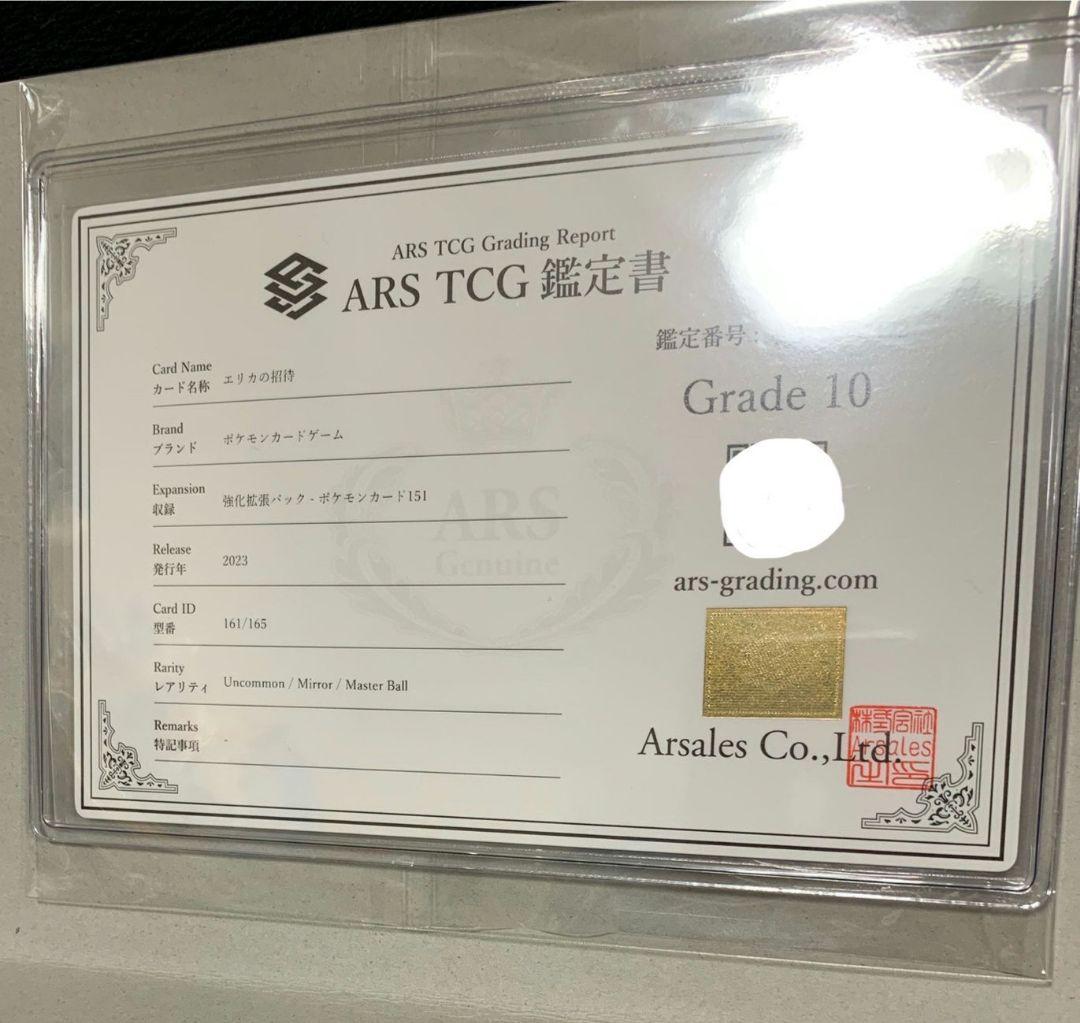 ARS TCG Grading Report
ARS TCG 鑑定書
鑑定番号 :
Grade 10
Card Name
カード名称 エリカの招待
Brand
ブランド ポケモンカードゲーム
Expansion
収録 強化拡張パック - ポケモンカード151
Release
発行年 2023
Card ID
型番 161/165
Rarity
レアリティ Uncommon / Mirror / Master Ball
Remarks
特記事項
ARS
Genuine
ars-grading.com
Arsales Co.,Ltd.
株式会社
Arsales